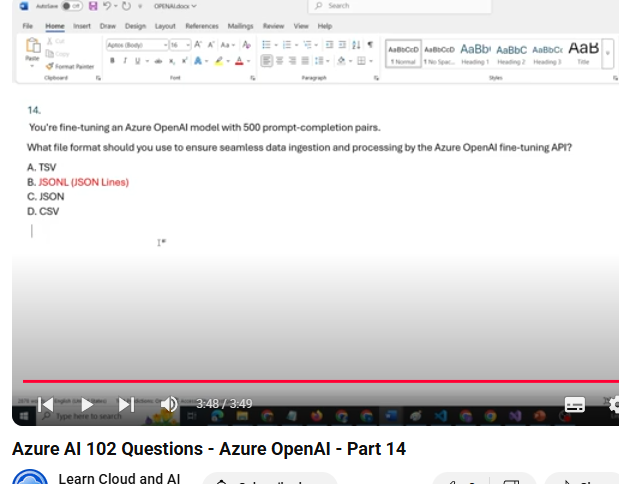 AutoSave Off OPENAI.docx
Search
File Home Insert Draw Design Layout References Mailings Review View Help
Paste Cut Copy Format Painter
Aptos (Body) 16
AaBbCcD AaBbCcD AaBb( AaBbC AaBbCc AaB
¶ Normal ¶ No Spac... Heading 1 Heading 2 Heading 3 Title
Clipboard Font Paragraph Styles
14.
You're fine-tuning an Azure OpenAI model with 500 prompt-completion pairs.
What file format should you use to ensure seamless data ingestion and processing by the Azure OpenAI fine-tuning API?
A. TSV
B. JSONL (JSON Lines)
C. JSON
D. CSV
3:48 / 3:49
Type here to search
Azure AI 102 Questions - Azure OpenAI - Part 14
Learn Cloud and AI